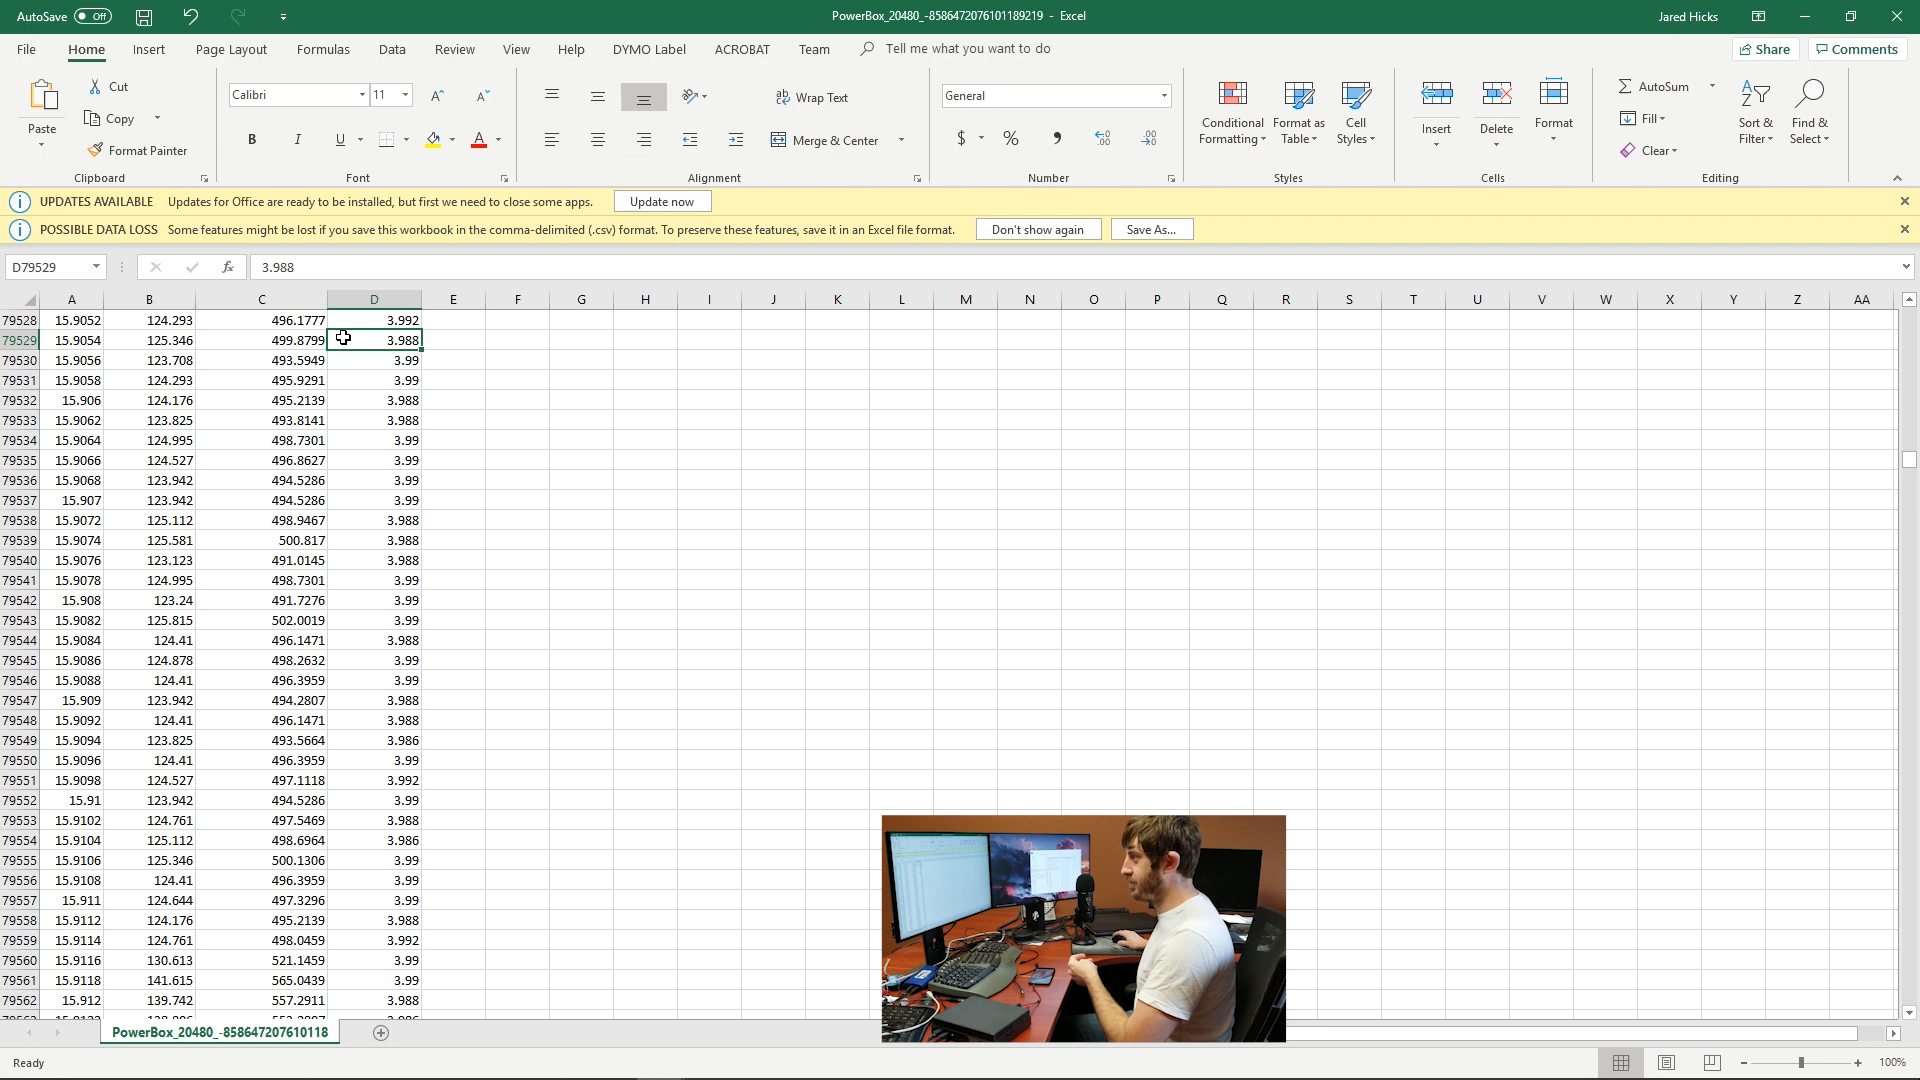 AutoSave Off PowerBox_20480_-8586472076101189219 - Excel Jared Hicks
File Home Insert Page Layout Formulas Data Review View Help DYMO Label ACROBAT Team Tell me what you want to do Share Comments
Paste Cut Copy Format Painter Clipboard
Calibri 11 B I U A Font
ab Wrap Text Merge & Center Alignment
General $ % Number
Conditional Formatting Format as Table Cell Styles Styles
Insert Delete Format Cells
AutoSum Fill Clear Sort & Filter Find & Select Editing
UPDATES AVAILABLE Updates for Office are ready to be installed, but first we need to close some apps. Update now
POSSIBLE DATA LOSS Some features might be lost if you save this workbook in the comma-delimited (.csv) format. To preserve these features, save it in an Excel file format. Don't show again Save As...
D79529 fx 3.988
A B C D E F G H I J K L M N O P Q R S T U V W X Y Z AA
79528 15.9052 124.293 496.1777 3.992
79529 15.9054 125.346 499.8799 3.988
79530 15.9056 123.708 493.5949 3.99
79531 15.9058 124.293 495.9291 3.99
79532 15.906 124.176 495.2139 3.988
79533 15.9062 123.825 493.8141 3.988
79534 15.9064 124.995 498.7301 3.99
79535 15.9066 124.527 496.8627 3.99
79536 15.9068 123.942 494.5286 3.99
79537 15.907 123.942 494.5286 3.99
79538 15.9072 125.112 498.9467 3.988
79539 15.9074 125.581 500.817 3.988
79540 15.9076 123.123 491.0145 3.988
79541 15.9078 124.995 498.7301 3.99
79542 15.908 123.24 491.7276 3.99
79543 15.9082 125.815 502.0019 3.99
79544 15.9084 124.41 496.1471 3.988
79545 15.9086 124.878 498.2632 3.99
79546 15.9088 124.41 496.3959 3.99
79547 15.909 123.942 494.2807 3.988
79548 15.9092 124.41 496.1471 3.988
79549 15.9094 123.825 493.5664 3.986
79550 15.9096 124.41 496.3959 3.99
79551 15.9098 124.527 497.1118 3.992
79552 15.91 123.942 494.5286 3.99
79553 15.9102 124.761 497.5469 3.988
79554 15.9104 125.112 498.6964 3.986
79555 15.9106 125.346 500.1306 3.99
79556 15.9108 124.41 496.3959 3.99
79557 15.911 124.644 497.3296 3.99
79558 15.9112 124.176 495.2139 3.988
79559 15.9114 124.761 498.0459 3.992
79560 15.9116 130.613 521.1459 3.99
79561 15.9118 141.615 565.0439 3.99
79562 15.912 139.742 557.2911 3.988
PowerBox_20480_-858647207610118
Ready 100%